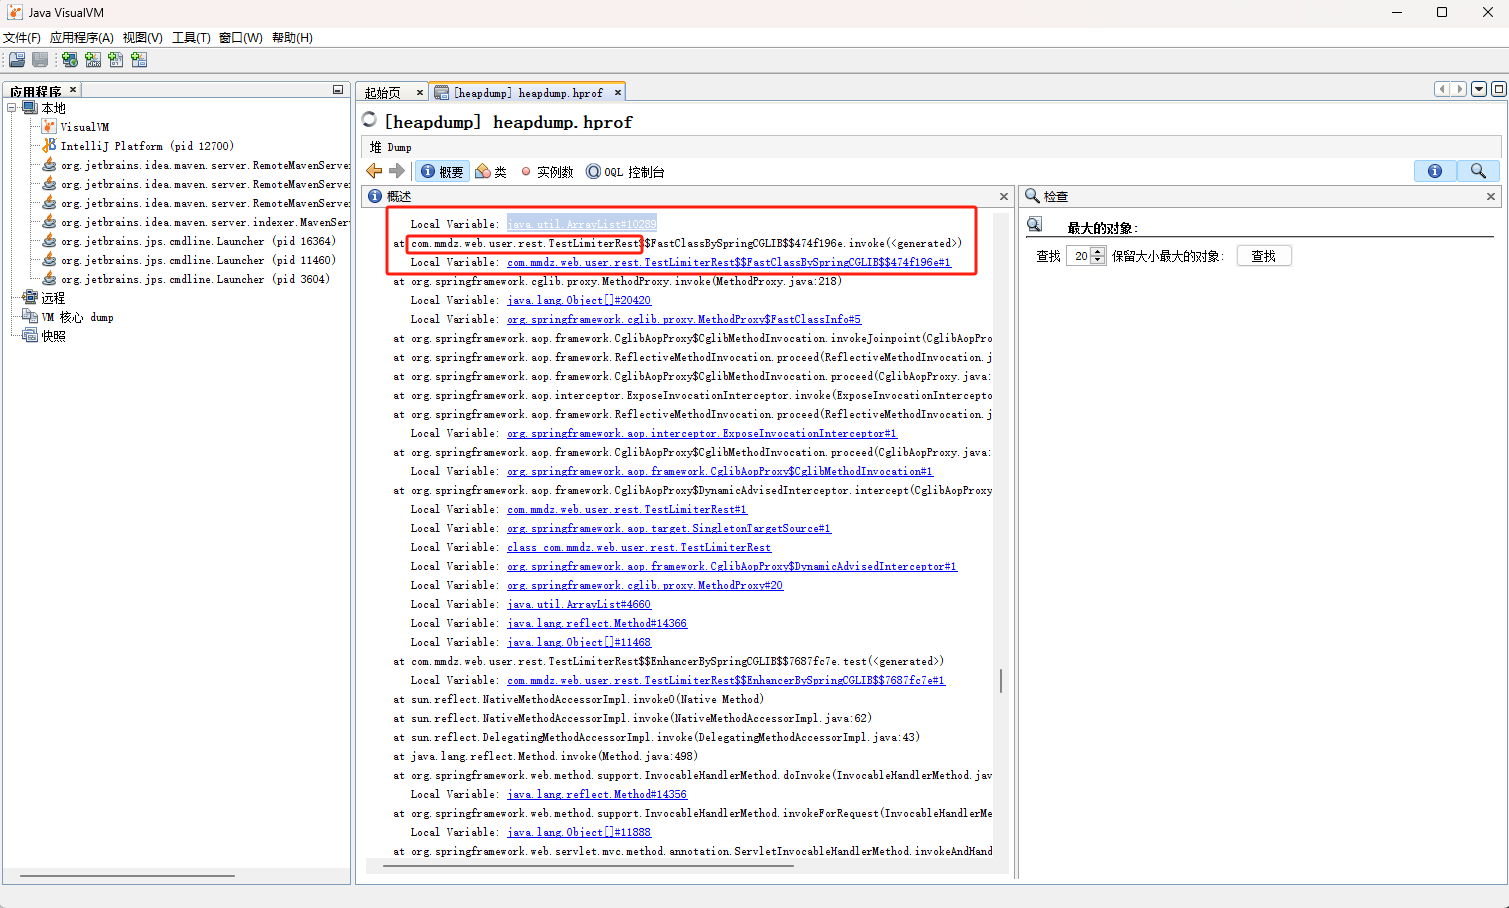 Java VisualVM
文件(F) 应用程序(A) 视图(V) 工具(T) 窗口(W) 帮助(H)
应用程序
本地
VisualVM
IntelliJ Platform (pid 12700)
org.jetbrains.idea.maven.server.RemoteMavenServer
org.jetbrains.idea.maven.server.RemoteMavenServer
org.jetbrains.idea.maven.server.RemoteMavenServer
org.jetbrains.idea.maven.server.indexer.MavenServ
org.jetbrains.jps.cmdline.Launcher (pid 16364)
org.jetbrains.jps.cmdline.Launcher (pid 11460)
org.jetbrains.jps.cmdline.Launcher (pid 3604)
远程
VM 核心 dump
快照
起始页
[heapdump] heapdump.hprof
[heapdump] heapdump.hprof
堆 Dump
概要 类 实例数 OQL 控制台
概述
Local Variable: java.util.ArrayList#10289
at com.mmdz.web.user.rest.TestLimiterRest$$FastClassBySpringCGLIB$$474f196e.invoke(<generated>)
Local Variable: com.mmdz.web.user.rest.TestLimiterRest$$FastClassBySpringCGLIB$$474f196e#1
at org.springframework.cglib.proxy.MethodProxy.invoke(MethodProxy.java:218)
Local Variable: java.lang.Object[]#20420
Local Variable: org.springframework.cglib.proxy.MethodProxy$FastClassInfo#5
at org.springframework.aop.framework.CglibAopProxy$CglibMethodInvocation.invokeJoinpoint(CglibAopPro
at org.springframework.aop.framework.ReflectiveMethodInvocation.proceed(ReflectiveMethodInvocation.j
at org.springframework.aop.framework.CglibAopProxy$CglibMethodInvocation.proceed(CglibAopProxy.java:
at org.springframework.aop.interceptor.ExposeInvocationInterceptor.invoke(ExposeInvocationIntercepto
at org.springframework.aop.framework.ReflectiveMethodInvocation.proceed(ReflectiveMethodInvocation.j
Local Variable: org.springframework.aop.interceptor.ExposeInvocationInterceptor#1
at org.springframework.aop.framework.CglibAopProxy$CglibMethodInvocation.proceed(CglibAopProxy.java:
Local Variable: org.springframework.aop.framework.CglibAopProxy$CglibMethodInvocation#1
at org.springframework.aop.framework.CglibAopProxy$DynamicAdvisedInterceptor.intercept(CglibAopProxy
Local Variable: com.mmdz.web.user.rest.TestLimiterRest#1
Local Variable: org.springframework.aop.target.SingletonTargetSource#1
Local Variable: class com.mmdz.web.user.rest.TestLimiterRest
Local Variable: org.springframework.aop.framework.CglibAopProxy$DynamicAdvisedInterceptor#1
Local Variable: org.springframework.cglib.proxy.MethodProxy#20
Local Variable: java.util.ArrayList#4660
Local Variable: java.lang.reflect.Method#14366
Local Variable: java.lang.Object[]#11468
at com.mmdz.web.user.rest.TestLimiterRest$$EnhancerBySpringCGLIB$$7687fc7e.test(<generated>)
Local Variable: com.mmdz.web.user.rest.TestLimiterRest$$EnhancerBySpringCGLIB$$7687fc7e#1
at sun.reflect.NativeMethodAccessorImpl.invoke0(Native Method)
at sun.reflect.NativeMethodAccessorImpl.invoke(NativeMethodAccessorImpl.java:62)
at sun.reflect.DelegatingMethodAccessorImpl.invoke(DelegatingMethodAccessorImpl.java:43)
at java.lang.reflect.Method.invoke(Method.java:498)
at org.springframework.web.method.support.InvocableHandlerMethod.doInvoke(InvocableHandlerMethod.jav
Local Variable: java.lang.reflect.Method#14356
at org.springframework.web.method.support.InvocableHandlerMethod.invokeForRequest(InvocableHandlerMe
Local Variable: java.lang.Object[]#11888
at org.springframework.web.servlet.mvc.method.annotation.ServletInvocableHandlerMethod.invokeAndHand
检查
最大的对象:
查找 20 保留大小最大的对象: 查找